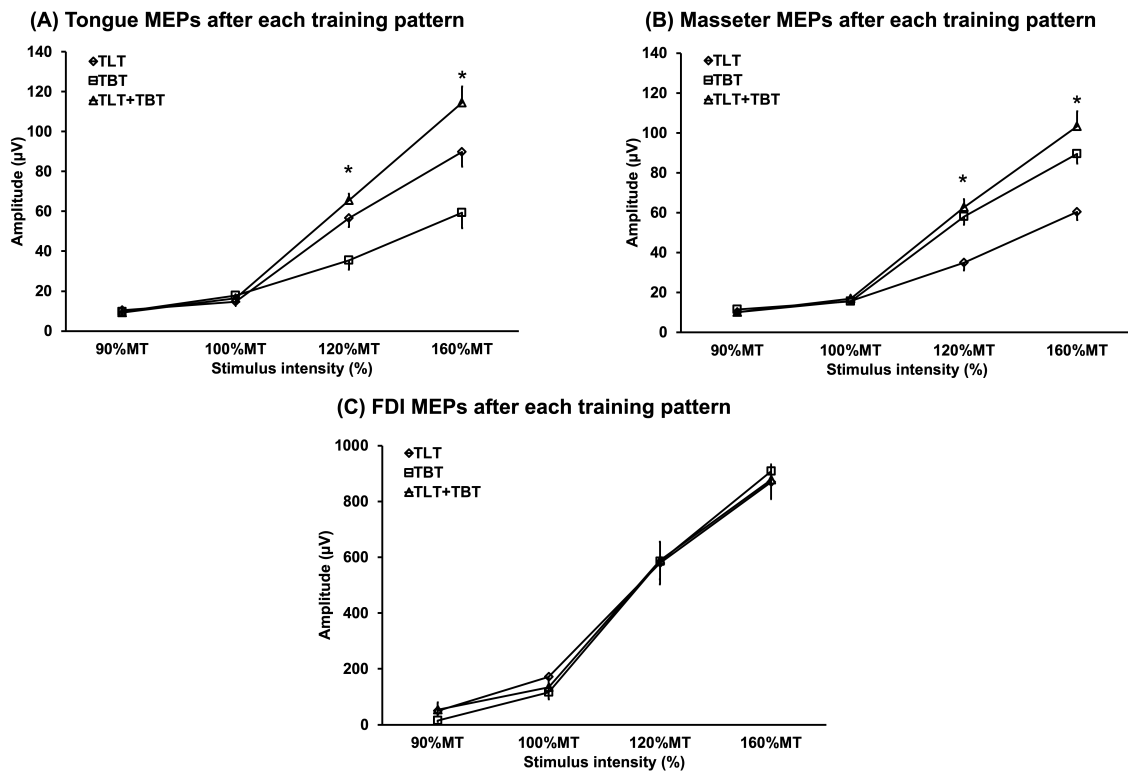 (A) Tongue MEPs after each training pattern
140
120
100
80
60
40
20
0
Amplitude (µV)
TLT
TBT
TLT+TBT
*
*
90%MT 100%MT 120%MT 160%MT
Stimulus intensity (%)
(B) Masseter MEPs after each training pattern
140
120
100
80
60
40
20
0
Amplitude (µV)
TLT
TBT
TLT+TBT
*
*
90%MT 100%MT 120%MT 160%MT
Stimulus intensity (%)
(C) FDI MEPs after each training pattern
1000
800
600
400
200
0
Amplitude (µV)
TLT
TBT
TLT+TBT
90%MT 100%MT 120%MT 160%MT
Stimulus intensity (%)